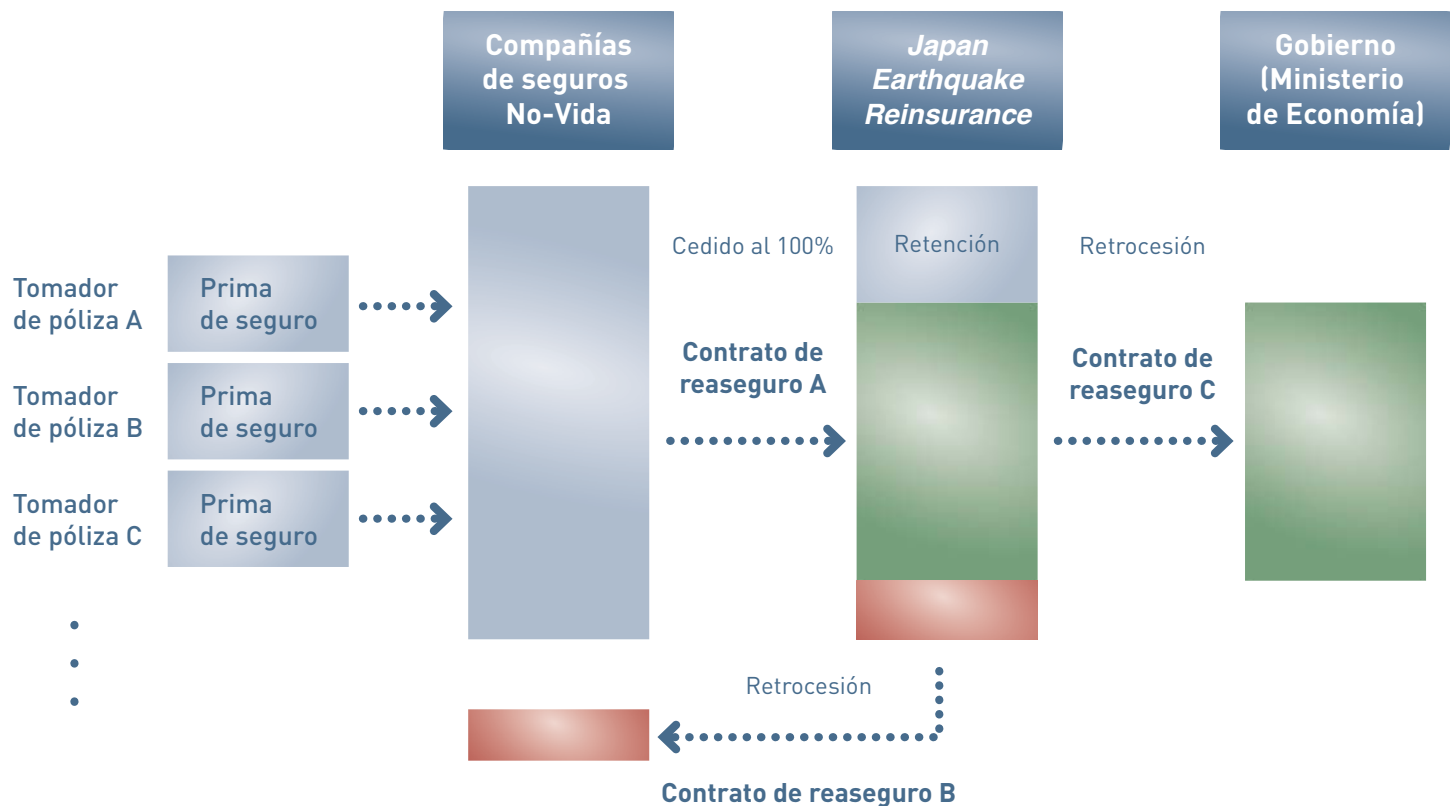 Compañías
de seguros
No-Vida
Japan
Earthquake
Reinsurance
Gobierno
(Ministerio
de Economía)
Cedido al 100%
Retención
Retrocesión
Tomador
de póliza A
Prima
de seguro
Contrato de
reaseguro A
Contrato de
reaseguro C
Tomador
de póliza B
Prima
de seguro
Tomador
de póliza C
Prima
de seguro
Retrocesión
Contrato de reaseguro B